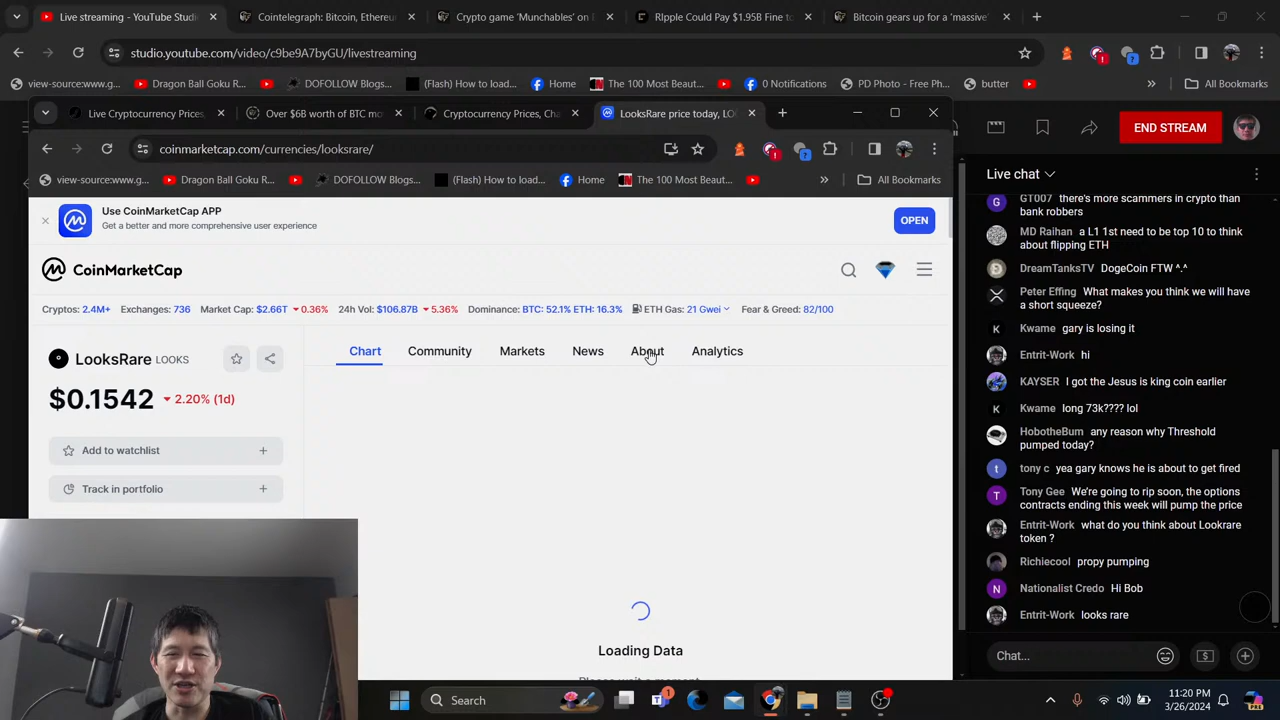 Live streaming - YouTube Studio
Cointelegraph: Bitcoin, Ethereu
Crypto game 'Munchables' on
RIpple Could Pay $1.95B Fine to
Bitcoin gears up for a 'massive'
studio.youtube.com/video/c9be9A7byGU/livestreaming
view-source:www.g...
Dragon Ball Goku R...
DOFOLLOW Blogs...
(Flash) How to load...
Home
The 100 Most Beaut...
0 Notifications
PD Photo - Free Ph...
butter
All Bookmarks
Live Cryptocurrency Prices,
Over $6B worth of BTC mo
Cryptocurrency Prices, Cha
LooksRare price today, LO
coinmarketcap.com/currencies/looksrare/
view-source:www.g...
Dragon Ball Goku R...
DOFOLLOW Blogs...
(Flash) How to load...
Home
The 100 Most Beaut...
All Bookmarks
Use CoinMarketCap APP
Get a better and more comprehensive user experience
OPEN
CoinMarketCap
Cryptos: 2.4M+ Exchanges: 736 Market Cap: $2.66T 0.36% 24h Vol: $106.87B 5.36% Dominance: BTC: 52.1% ETH: 16.3% ETH Gas: 21 Gwei Fear & Greed: 82/100
LooksRare LOOKS
$0.1542 2.20% (1d)
Add to watchlist +
Track in portfolio +
Chart Community Markets News About Analytics
Loading Data
Please wait a moment
END STREAM
Live chat
GT007 there's more scammers in crypto than
bank robbers
MD Raihan a L1 1st need to be top 10 to think
about flipping ETH
DreamTanksTV DogeCoin FTW ^.^
Peter Effing What makes you think we will have
a short squeeze?
Kwame gary is losing it
Entrit-Work hi
KAYSER I got the Jesus is king coin earlier
Kwame long 73k???? lol
HobotheBum any reason why Threshold
pumped today?
tony c yea gary knows he is about to get fired
Tony Gee We're going to rip soon, the options
contracts ending this week will pump the price
Entrit-Work what do you think about Lookrare
token ?
Richiecool propy pumping
Nationalist Credo Hi Bob
Entrit-Work looks rare
Chat...
Search
11:20 PM
3/26/2024